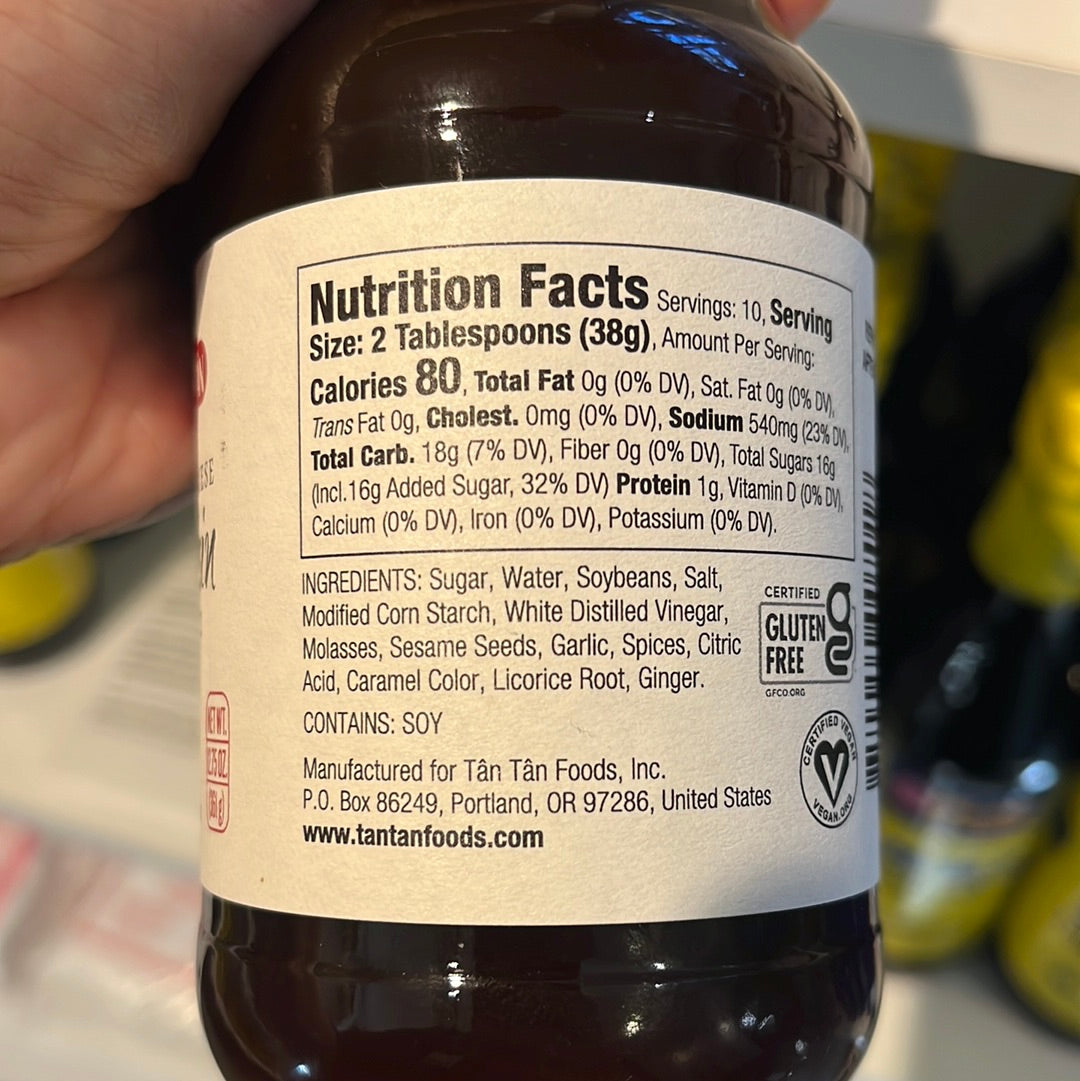 Nutrition Facts Servings: 10, Serving
Size: 2 Tablespoons (38g), Amount Per Serving:
Calories 80, Total Fat 0g (0% DV), Sat. Fat 0g (0% DV),
Trans Fat 0g, Cholest. 0mg (0% DV), Sodium 540mg (23% DV),
Total Carb. 18g (7% DV), Fiber 0g (0% DV), Total Sugars 16g
(Incl.16g Added Sugar, 32% DV) Protein 1g, Vitamin D (0% DV),
Calcium (0% DV), Iron (0% DV), Potassium (0% DV).
INGREDIENTS: Sugar, Water, Soybeans, Salt,
Modified Corn Starch, White Distilled Vinegar,
Molasses, Sesame Seeds, Garlic, Spices, Citric
Acid, Caramel Color, Licorice Root, Ginger.
CONTAINS: SOY
Manufactured for Tân Tân Foods, Inc.
P.O. Box 86249, Portland, OR 97286, United States
www.tantanfoods.com
CERTIFIED
GLUTEN
FREE
GFCO.ORG
CERTIFIED VEGAN
VEGAN.ORG
NET WT.